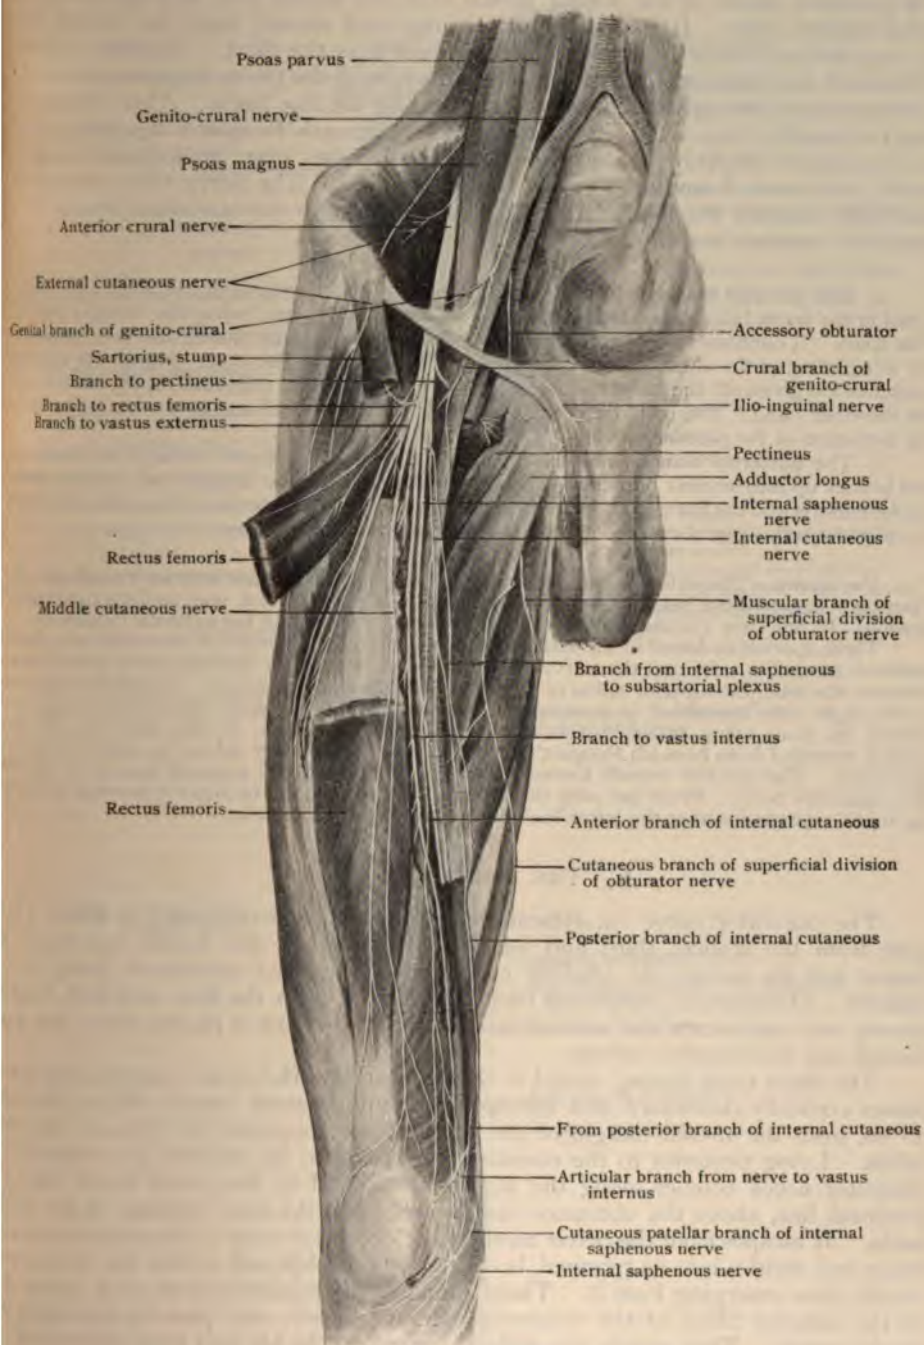 Psoas parvus
Genito-crural nerve
Psoas magnus
Anterior crural nerve
External cutaneous nerve
Genital branch of genito-crural
Sartorius, stump
Branch to pectineus
Branch to rectus femoris
Branch to vastus externus
Rectus femoris
Middle cutaneous nerve
Rectus femoris
Accessory obturator
Crural branch of
genito-crural
Ilio-inguinal nerve
Pectineus
Adductor longus
Internal saphenous
nerve
Internal cutaneous
nerve
Muscular branch of
superficial division
of obturator nerve
Branch from internal saphenous
to subsartorial plexus
Branch to vastus internus
Anterior branch of internal cutaneous
Cutaneous branch of superficial division
of obturator nerve
Posterior branch of internal cutaneous
From posterior branch of internal cutaneous
Articular branch from nerve to vastus
internus
Cutaneous patellar branch of internal
saphenous nerve
Internal saphenous nerve